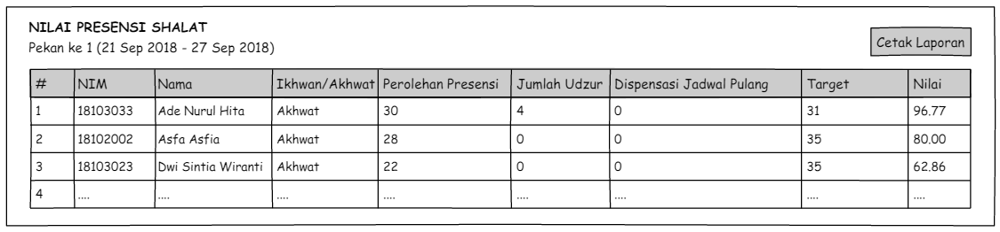 NILAI PRESENSI SHALAT
Pekan ke 1 (21 Sep 2018 - 27 Sep 2018)
Cetak Laporan
# NIM Nama Ikhwan/Akhwat Perolehan Presensi Jumlah Udzur Dispensasi Jadwal Pulang Target Nilai
1 18103033 Ade Nurul Hita Akhwat 30 4 0 31 96.77
2 18102002 Asfa Asfia Akhwat 28 0 0 35 80.00
3 18103023 Dwi Sintia Wiranti Akhwat 22 0 0 35 62.86
4 .... .... .... .... .... .... .... ....